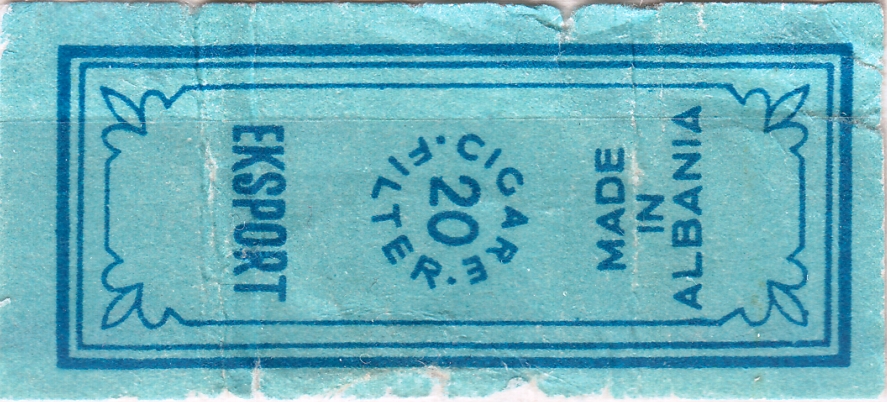 EKSPORT
CIGARE · FILTER ·
20
MADE
IN
ALBANIA